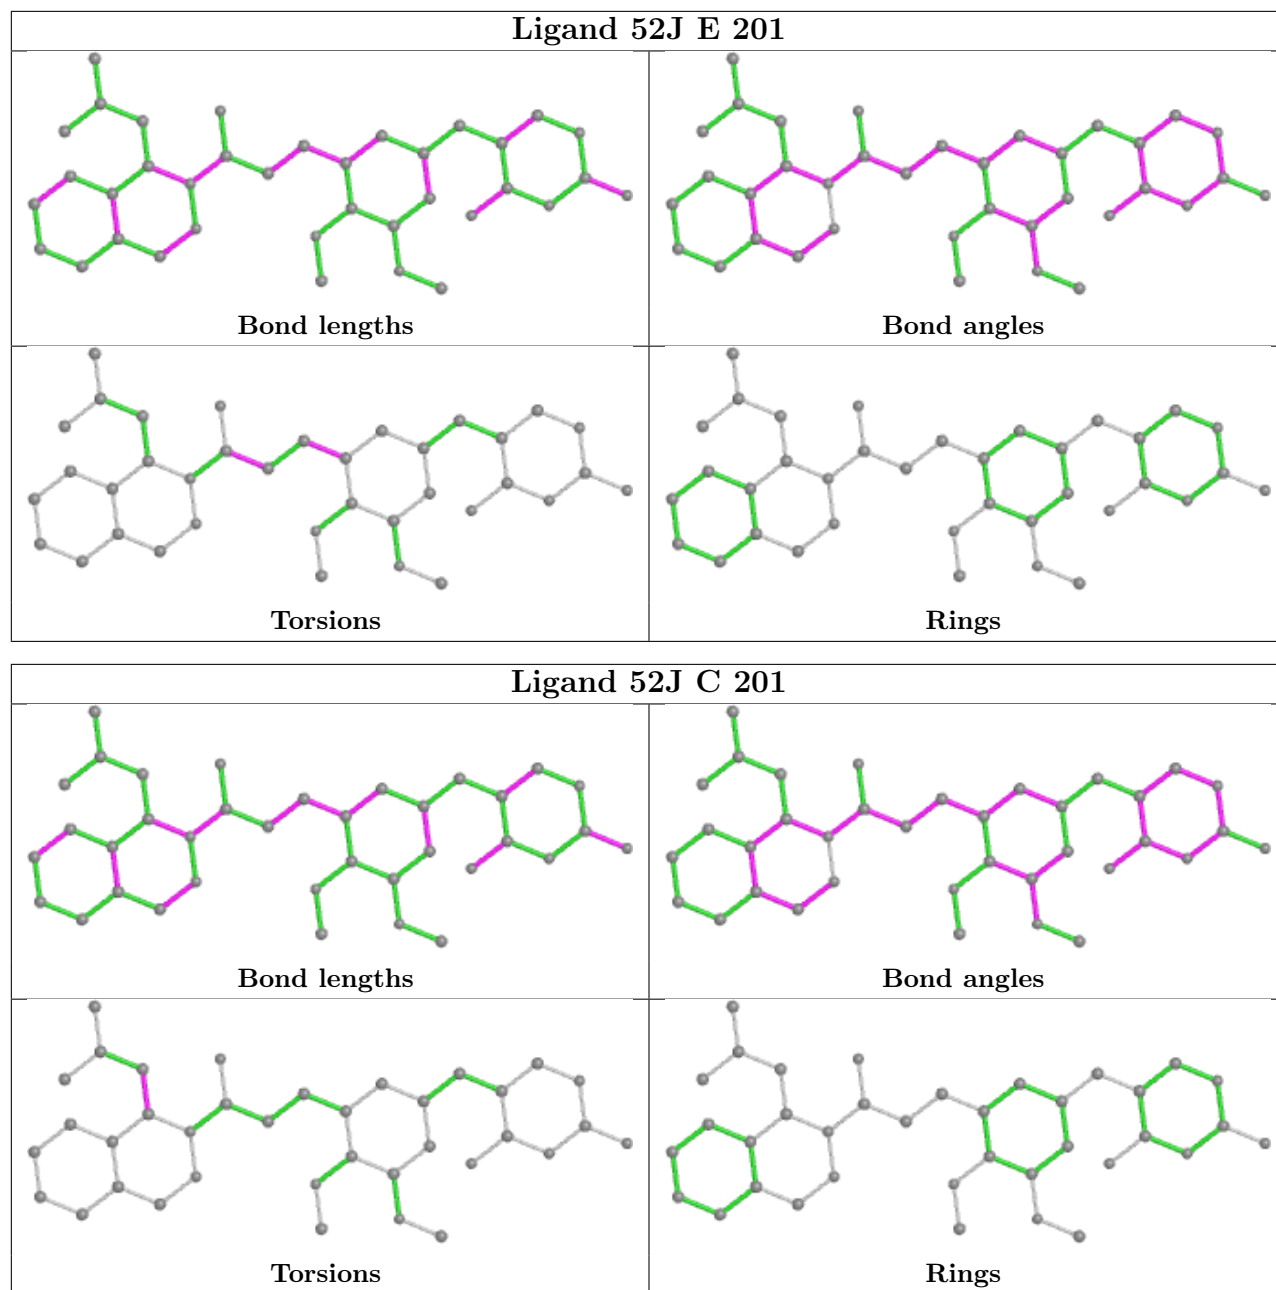 Ligand 52J E 201
Bond lengths
Bond angles
Torsions
Rings
Ligand 52J C 201
Bond lengths
Bond angles
Torsions
Rings